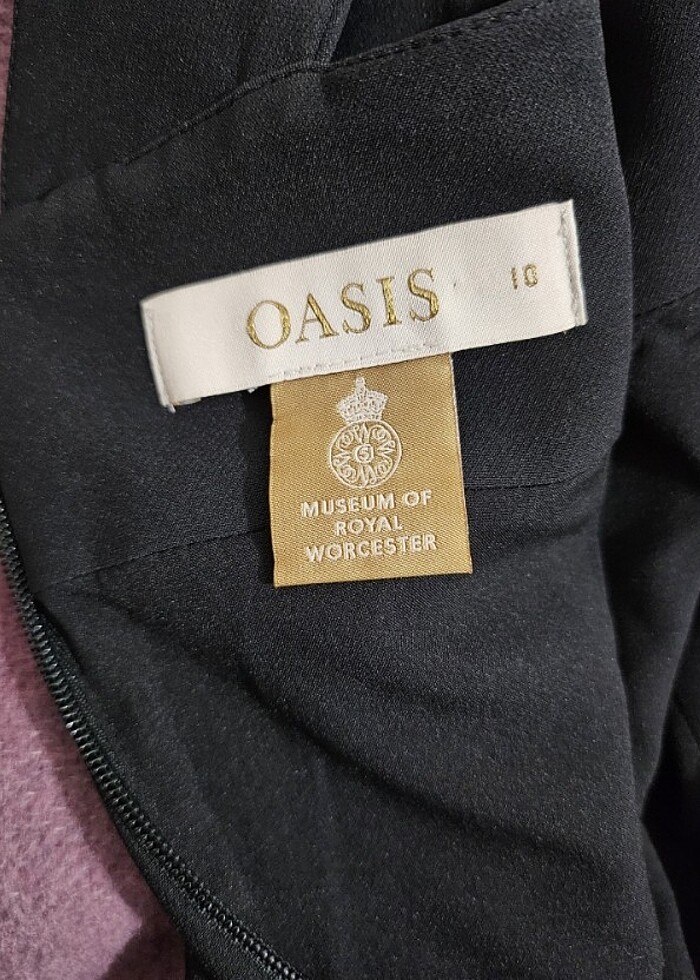 OASIS 10
MUSEUM OF
ROYAL
WORCESTER